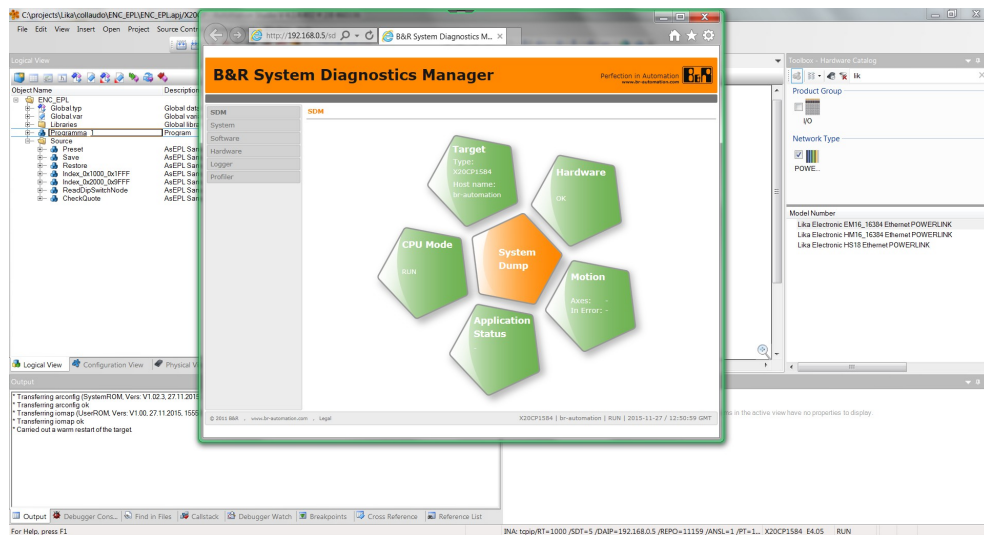 C:\projects\Lika\collaudo\ENC_EPL\ENC_EPL.apj/X20
File Edit View Insert Open Project Source Contr
Logical View
Object Name Description
ENC_EPL
Global.typ Global data
Global.var Global vari
Libraries Global libra
[Programma ] Program
Source
Preset AsEPL Sam
Save AsEPL Sam
Restore AsEPL Sam
Index_0x1000_0x1FFF AsEPL Sam
Index_0x2000_0x9FFF AsEPL Sam
ReadDipSwitchNode AsEPL Sam
CheckQuote AsEPL Sam
Logical View Configuration View Physical Vi
http://192.168.0.5/sd
B&R System Diagnostics M...
B&R System Diagnostics Manager
Perfection in Automation
www.br-automation.com
B&R
SDM
System
Software
Hardware
Logger
Profiler
SDM
Target
Type:
X20CP1584
Host name:
br-automation
Hardware
OK
CPU Mode
RUN
System
Dump
Motion
Axes: -
In Error: -
Application
Status
-
© 2011 B&R , www.br-automation.com , Legal
X20CP1584 | br-automation | RUN | 2015-11-27 / 12:50:59 GMT
Toolbox - Hardware Catalog
lik
Product Group
I/O
Network Type
POWE...
Model Number
Lika Electronic EM16_16384 Ethernet POWERLINK
Lika Electronic HM16_16384 Ethernet POWERLINK
Lika Electronic HS18 Ethernet POWERLINK
Output
* Transferring arconfig (SystemROM, Vers: V1.02.3, 27.11.2015
* Transferring arconfig ok
* Transferring iomap (UserROM, Vers: V1.00, 27.11.2015, 1555
* Transferring iomap ok
* Carried out a warm restart of the target.
ms in the active view have no properties to display.
Output Debugger Cons... Find in Files Callstack Debugger Watch Breakpoints Cross Reference Reference List
For Help, press F1
INA: tcpip/RT=1000 /SDT=5 /DAIP=192.168.0.5 /REPO=11159 /ANSL=1 /PT=1... X20CP1584 E4.05 RUN